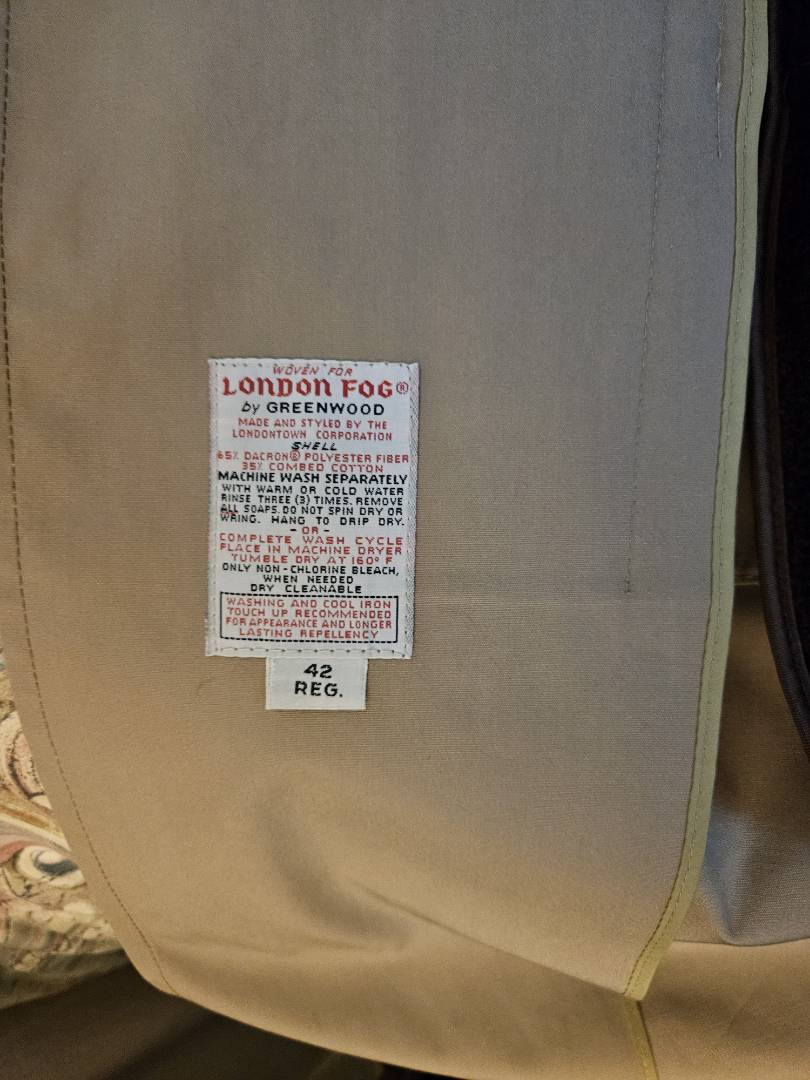 WOVEN FOR
LONDON FOG®
by GREENWOOD
MADE AND STYLED BY THE
LONDONTOWN CORPORATION
SHELL
65% DACRON® POLYESTER FIBER
35% COMBED COTTON
MACHINE WASH SEPARATELY
WITH WARM OR COLD WATER
RINSE THREE (3) TIMES. REMOVE
ALL SOAPS. DO NOT SPIN DRY OR
WRING. HANG TO DRIP DRY.
- OR -
COMPLETE WASH CYCLE
PLACE IN MACHINE DRYER
TUMBLE DRY AT 160° F
ONLY NON-CHLORINE BLEACH,
WHEN NEEDED
DRY CLEANABLE
WASHING AND COOL IRON
TOUCH UP RECOMMENDED
FOR APPEARANCE AND LONGER
LASTING REPELLENCY
42
REG.